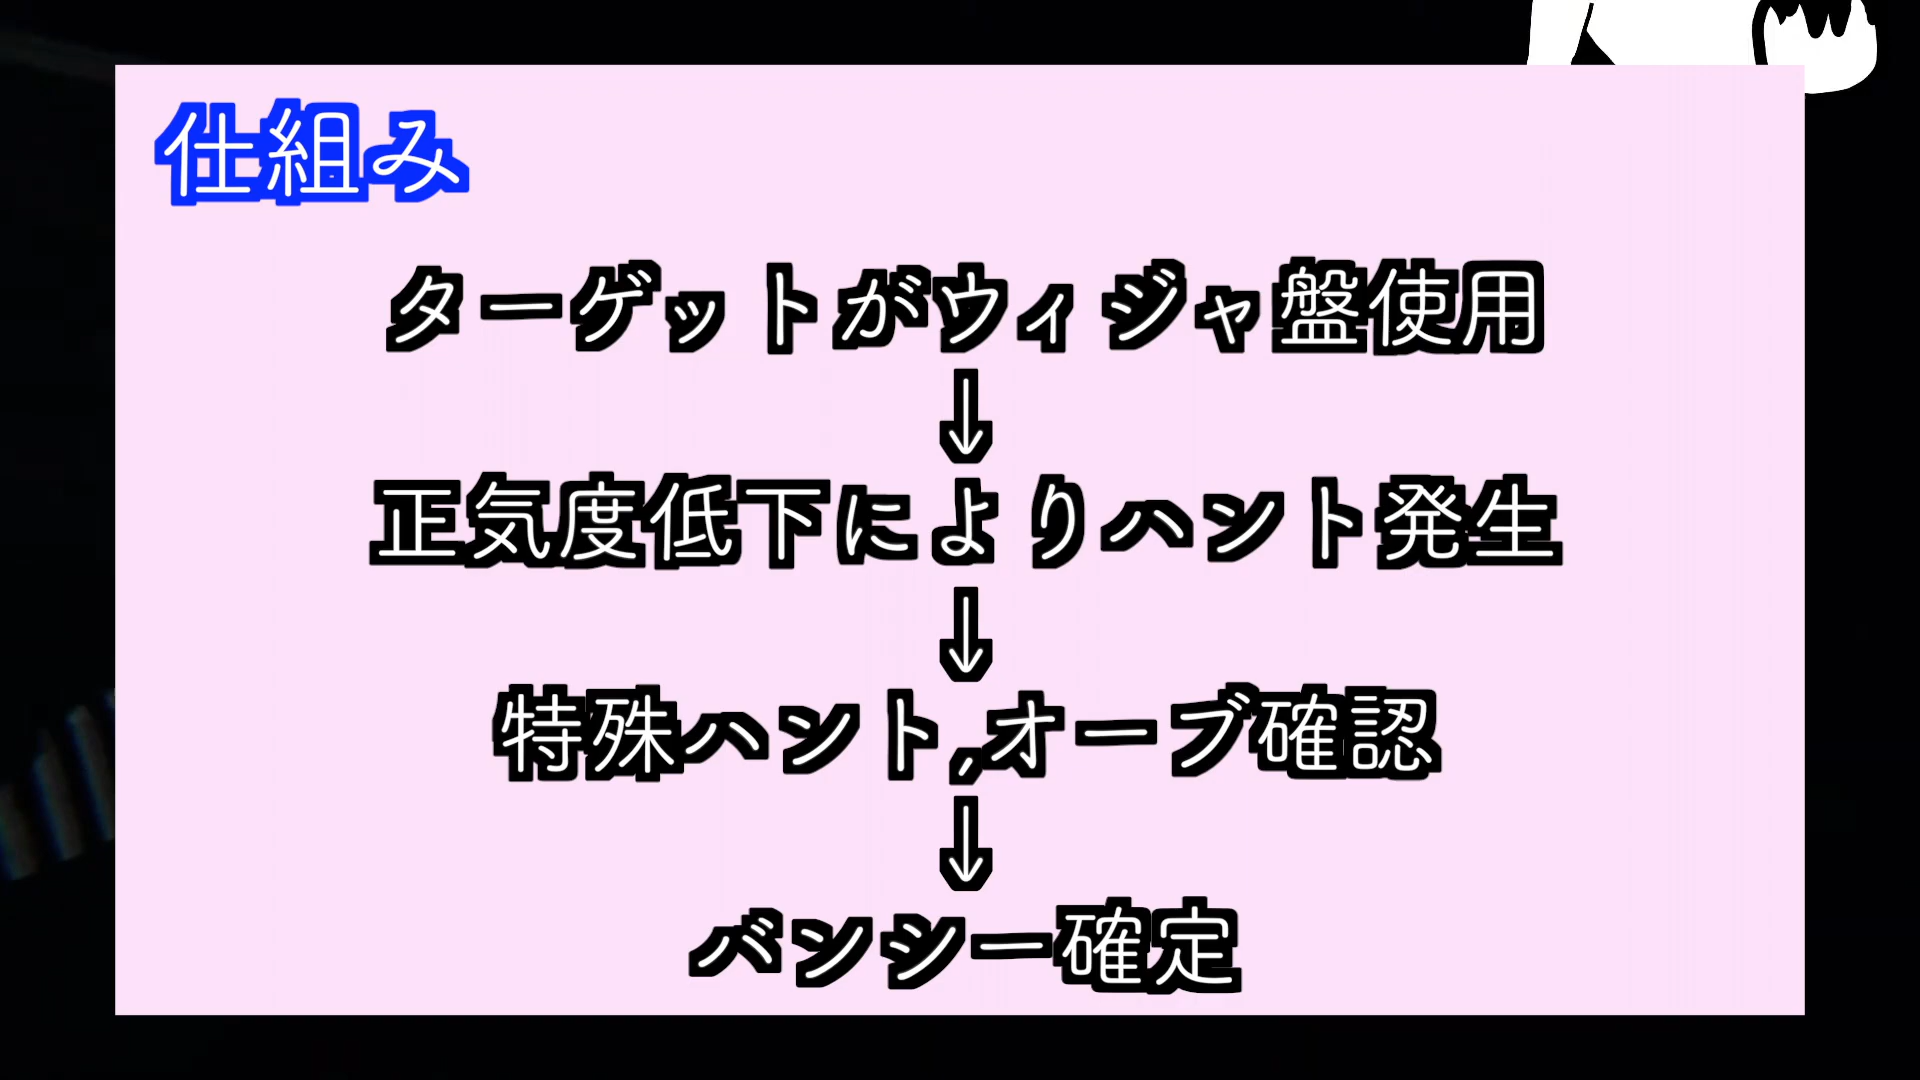 仕組み
ターゲットがウィジャ盤使用
↓
正気度低下によりハント発生
↓
特殊ハント,オーブ確認
↓
バンシー確定